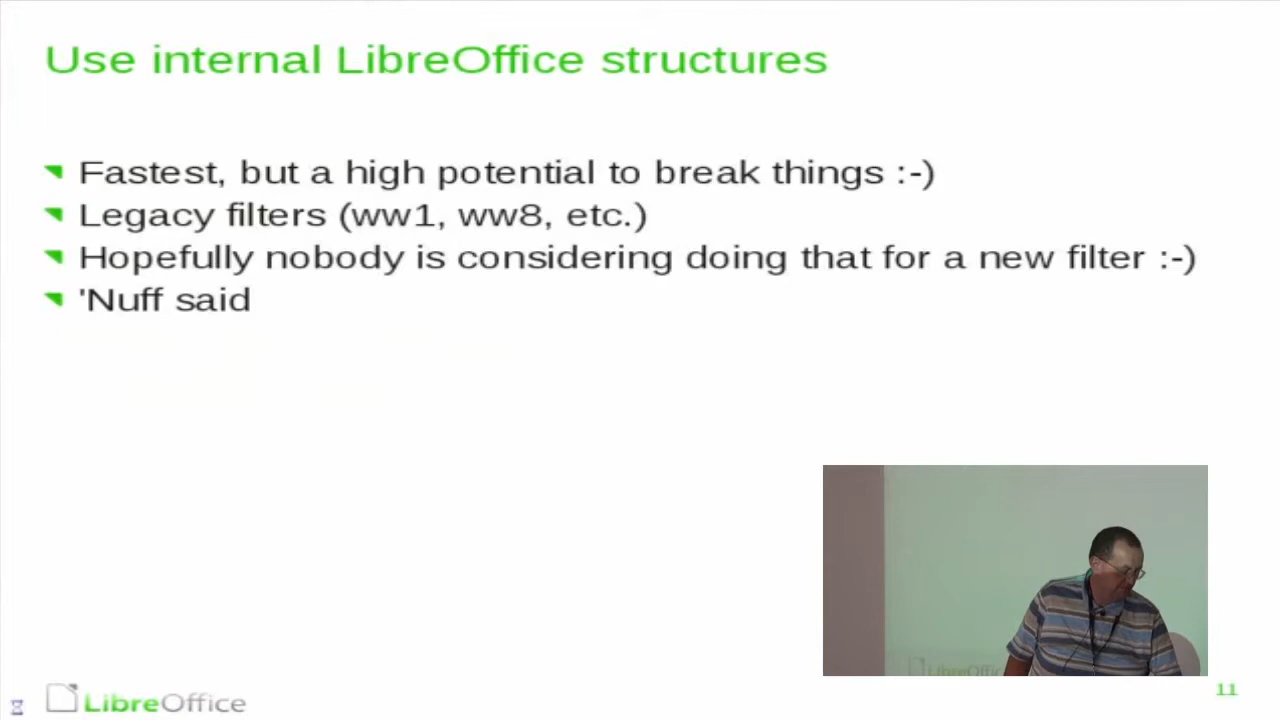 Use internal LibreOffice structures
Fastest, but a high potential to break things :-)
Legacy filters (ww1, ww8, etc.)
Hopefully nobody is considering doing that for a new filter :-)
'Nuff said
LibreOffic
LibreOffice
11